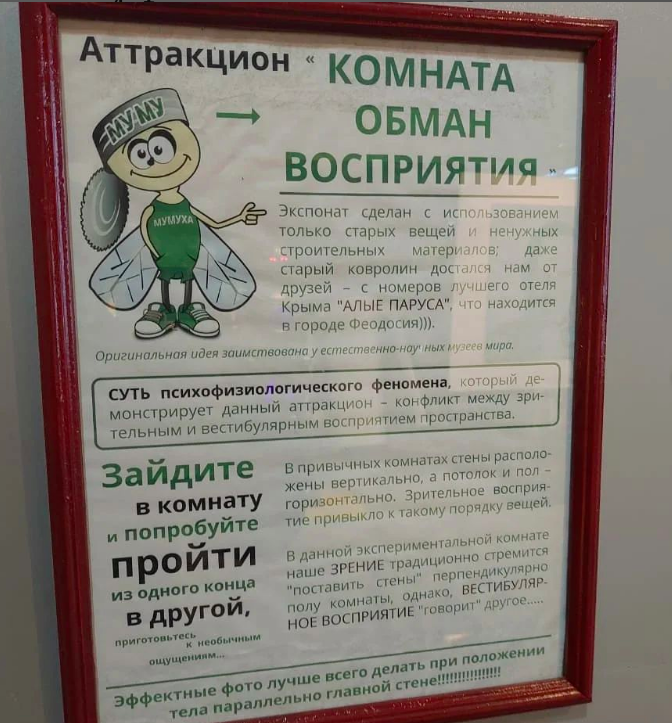 Аттракцион « КОМНАТА
ОБМАН
ВОСПРИЯТИЯ »
МУ-МУ
МУМУХА
Экспонат сделан с использованием
только старых вещей и ненужных
строительных материалов; даже
старый ковролин достался нам от
друзей – с номеров лучшего отеля
Крыма "АЛЫЕ ПАРУСА", что находится
в городе Феодосия))).
Оригинальная идея заимствована у естественно-научных музеев мира.
СУТЬ психофизиологического феномена, который де-
монстрирует данный аттракцион – конфликт между зри-
тельным и вестибулярным восприятием пространства.
Зайдите
в комнату
и попробуйте
пройти
из одного конца
в другой,
приготовьтесь
к необычным
ощущениям...
В привычных комнатах стены располо-
жены вертикально, а потолок и пол –
горизонтально. Зрительное восприя-
тие привыкло к такому порядку вещей.
В данной экспериментальной комнате
наше ЗРЕНИЕ традиционно стремится
"поставить стены" перпендикулярно
полу комнаты, однако, ВЕСТИБУЛЯР-
НОЕ ВОСПРИЯТИЕ "говорит" другое.....
Эффектные фото лучше всего делать при положении
тела параллельно главной стене!!!!!!!!!!!!!!!!